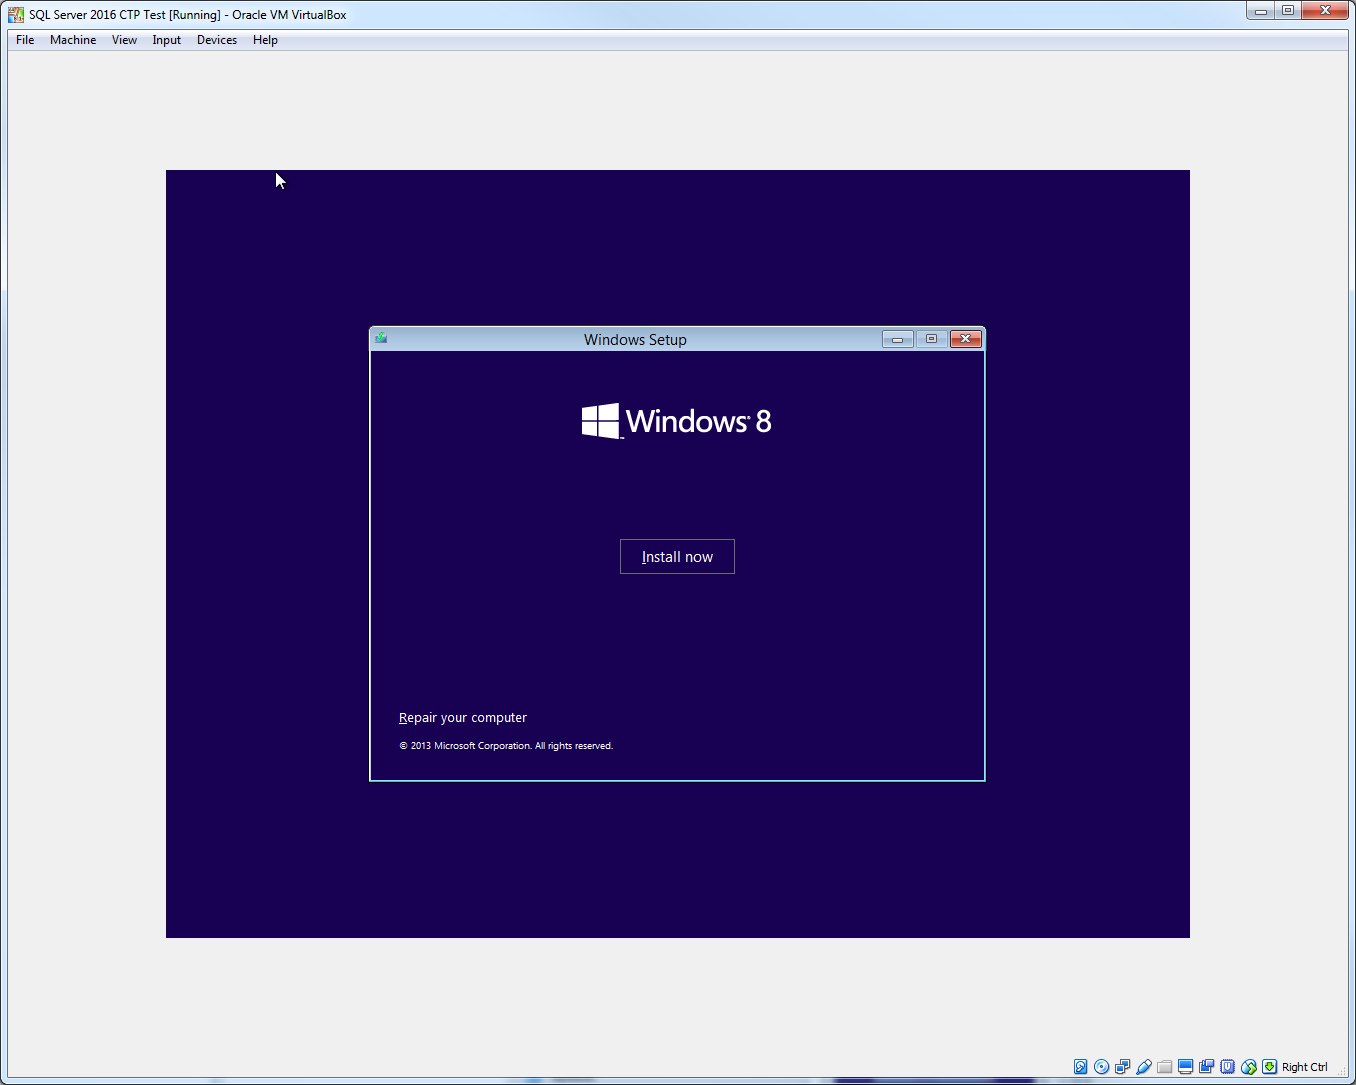 SQL Server 2016 CTP Test [Running] - Oracle VM VirtualBox
File Machine View Input Devices Help
Windows Setup
Windows® 8
Install now
Repair your computer
© 2013 Microsoft Corporation. All rights reserved.
Right Ctrl